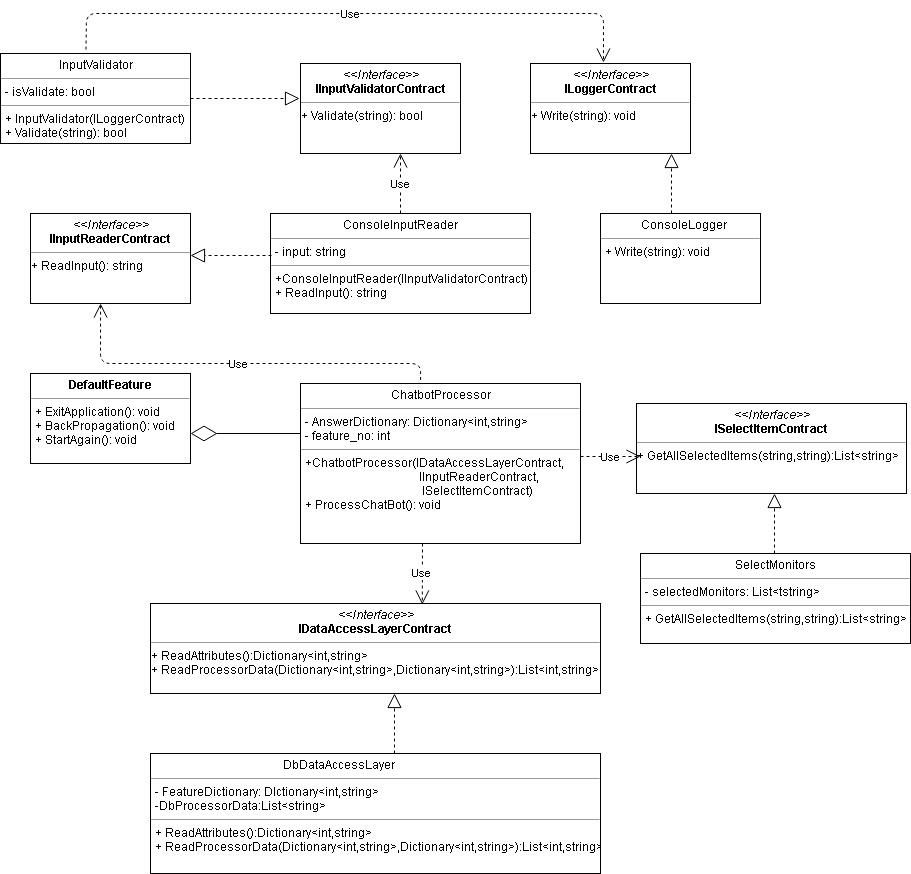 Use
InputValidator
- isValidate: bool
+ InputValidator(ILoggerContract)
+ Validate(string): bool
<<Interface>>
IInputValidatorContract
+ Validate(string): bool
<<Interface>>
ILoggerContract
+ Write(string): void
Use
<<Interface>>
IInputReaderContract
+ ReadInput(): string
ConsoleInputReader
- input: string
+ConsoleInputReader(IInputValidatorContract)
+ ReadInput(): string
ConsoleLogger
+ Write(string): void
Use
DefaultFeature
+ ExitApplication(): void
+ BackPropagation(): void
+ StartAgain(): void
ChatbotProcessor
- AnswerDictionary: Dictionary<int,string>
- feature_no: int
+ChatbotProcessor(IDataAccessLayerContract,
IInputReaderContract,
ISelectItemContract)
+ ProcessChatBot(): void
Use
<<Interface>>
ISelectItemContract
+ GetAllSelectedItems(string,string):List<string>
SelectMonitors
- selectedMonitors: List<tstring>
+ GetAllSelectedItems(string,string):List<string>
Use
<<Interface>>
IDataAccessLayerContract
+ ReadAttributes():Dictionary<int,string>
+ ReadProcessorData(Dictionary<int,string>,Dictionary<int,string>):List<int,string>
DbDataAccessLayer
- FeatureDictionary: DIctionary<int,string>
-DbProcessorData:List<string>
+ ReadAttributes():Dictionary<int,string>
+ ReadProcessorData(Dictionary<int,string>,Dictionary<int,string>):List<int,string>